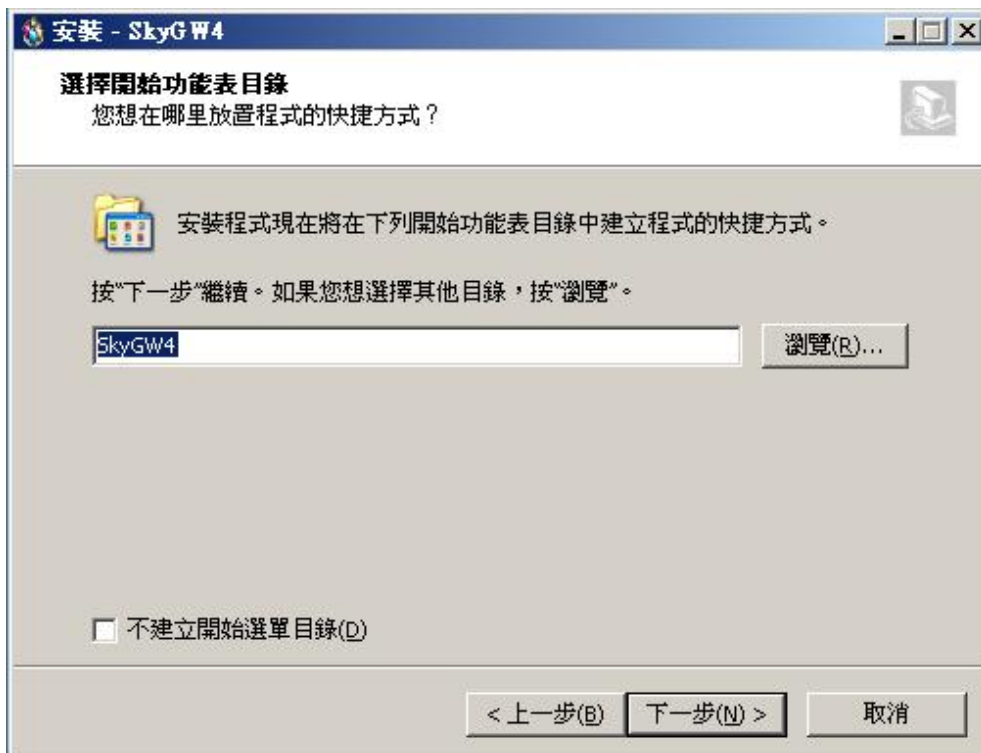 安裝 - SkyGW4
選擇開始功能表目錄
您想在哪里放置程式的快捷方式？
安裝程式現在將在下列開始功能表目錄中建立程式的快捷方式。
按"下一步"繼續。如果您想選擇其他目錄，按"瀏覽"。
SkyGW4
瀏覽(R)...
不建立開始選單目錄(D)
< 上一步(B)
下一步(N) >
取消